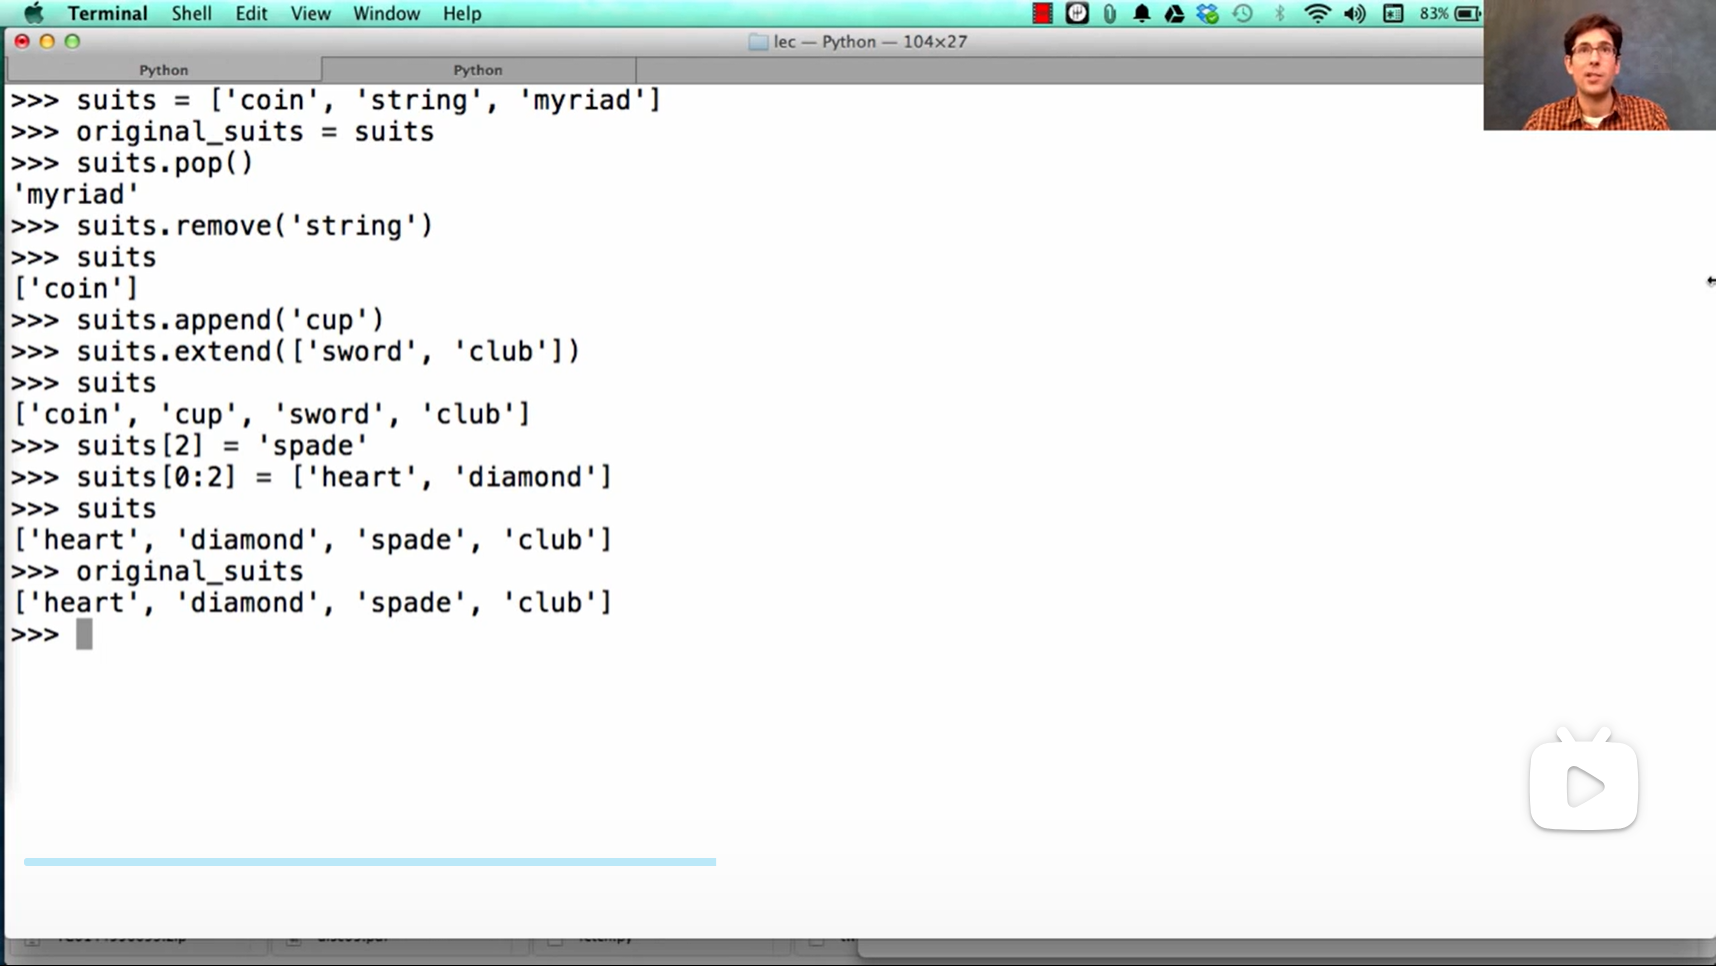 Terminal Shell Edit View Window Help 83%
lec — Python — 104×27
Python Python
>>> suits = ['coin', 'string', 'myriad']
>>> original_suits = suits
>>> suits.pop()
'myriad'
>>> suits.remove('string')
>>> suits
['coin']
>>> suits.append('cup')
>>> suits.extend(['sword', 'club'])
>>> suits
['coin', 'cup', 'sword', 'club']
>>> suits[2] = 'spade'
>>> suits[0:2] = ['heart', 'diamond']
>>> suits
['heart', 'diamond', 'spade', 'club']
>>> original_suits
['heart', 'diamond', 'spade', 'club']
>>>